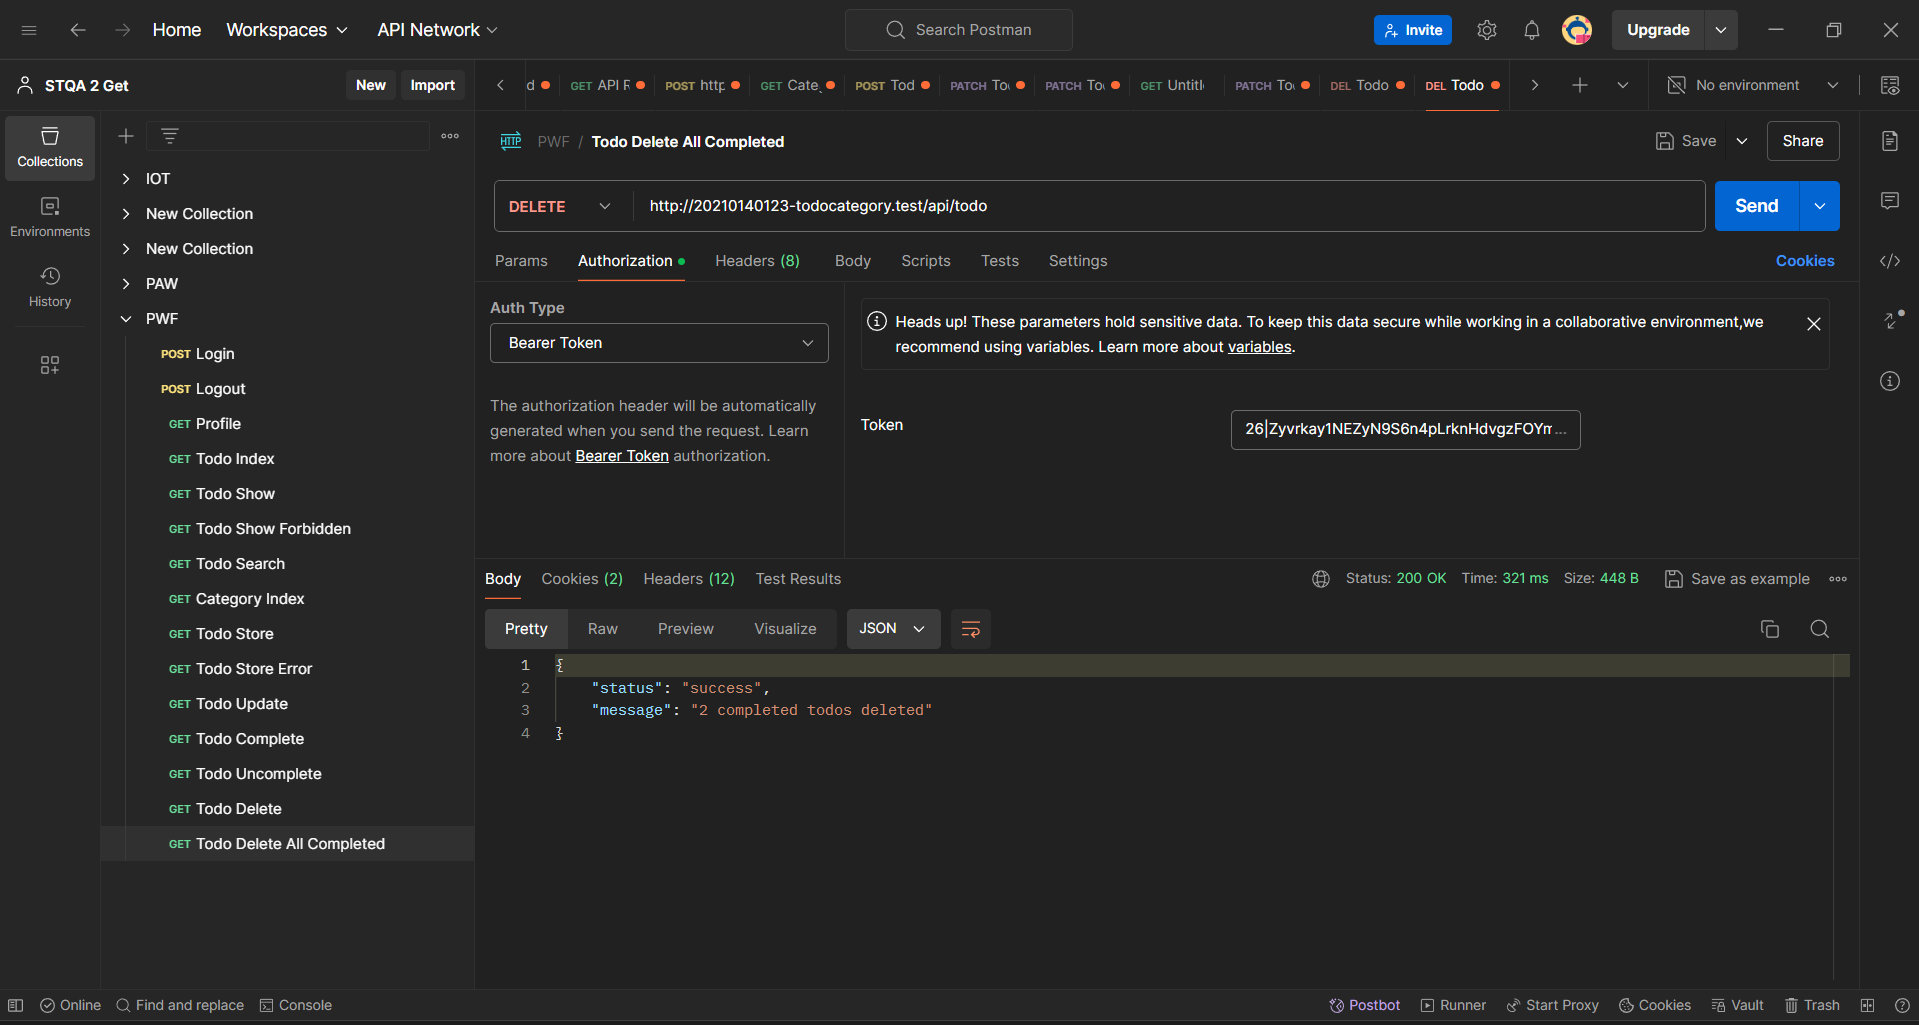 Home Workspaces API Network Search Postman Invite Upgrade
STQA 2 Get New Import d GET API R POST http POST Tod PATCH PATCH GET Untitl PATCH DEL Todo DEL Todo No environment
Collections
Environments
History
IOT
New Collection
New Collection
PAW
PWF
POST Login
POST Logout
GET Profile
GET Todo Index
GET Todo Show
GET Todo Show Forbidden
GET Todo Search
GET Category Index
GET Todo Store
GET Todo Store Error
GET Todo Update
GET Todo Complete
GET Todo Uncomplete
GET Todo Delete
GET Todo Delete All Completed
HTTP PWF / Todo Delete All Completed Save Share
DELETE http://20210140123-todocategory.test/api/todo Send
Params Authorization Headers (8) Body Scripts Tests Settings Cookies
Auth Type
Bearer Token
The authorization header will be automatically
generated when you send the request. Learn
more about Bearer Token authorization.
Heads up! These parameters hold sensitive data. To keep this data secure while working in a collaborative environment,we
recommend using variables. Learn more about variables.
Token 26|Zyvrkay1NEZyN9S6n4pLrknHdvgzFOYm...
Body Cookies (2) Headers (12) Test Results Status: 200 OK Time: 321 ms Size: 448 B Save as example
Pretty Raw Preview Visualize JSON
1 {
2 "status": "success",
3 "message": "2 completed todos deleted"
4 }
Online Find and replace Console Postbot Runner Start Proxy Cookies Vault Trash